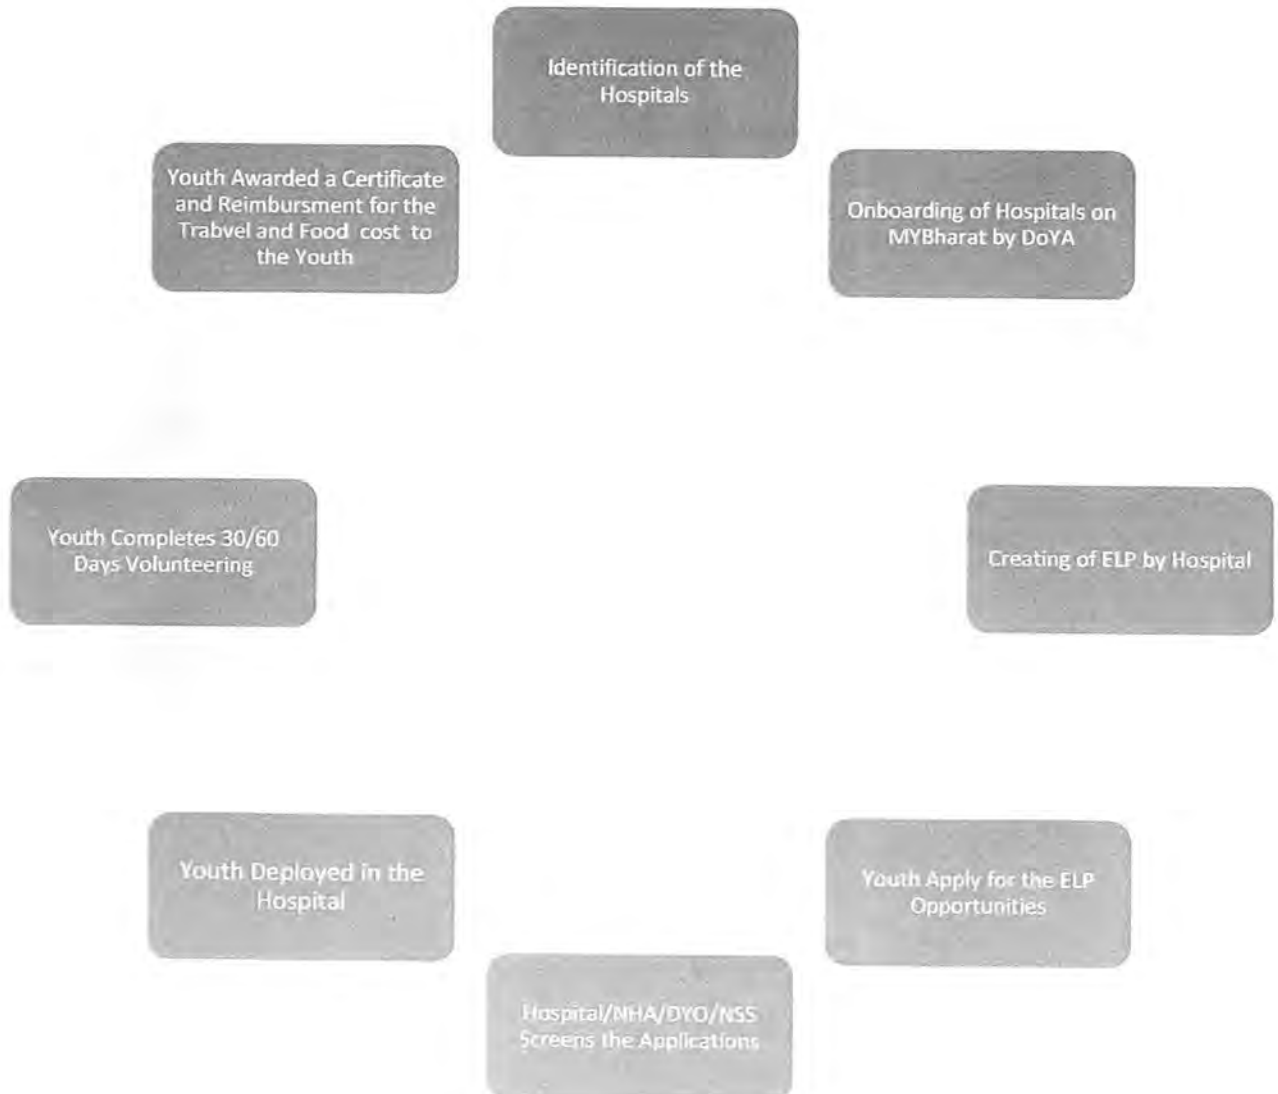 Identification of the
Hospitals
Onboarding of Hospitals on
MYBharat by DoYA
Creating of ELP by Hospital
Youth Apply for the ELP
Opportunities
Hospital/NHA/DYO/NSS
Screens the Applications
Youth Deployed in the
Hospital
Youth Completes 30/60
Days Volunteering
Youth Awarded a Certificate
and Reimbursment for the
Trabvel and Food cost to
the Youth